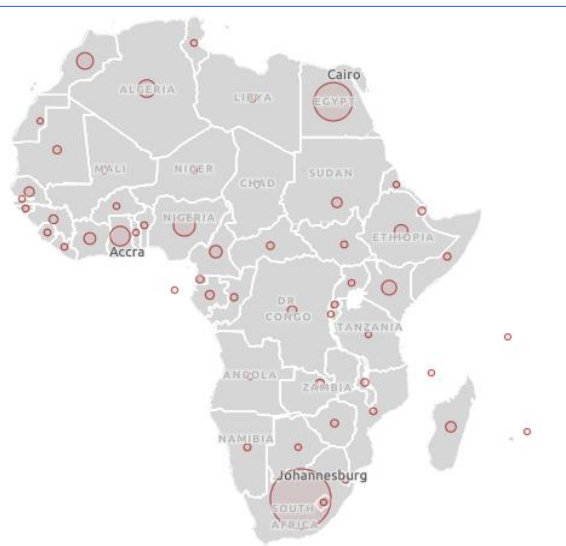 Cairo
ALGERIA
LIBYA
EGYPT
MALI
NIGER
CHAD
SUDAN
NIGERIA
ETHIOPIA
Accra
DR
CONGO
TANZANIA
ANGOLA
ZAMBIA
NAMIBIA
Johannesburg
SOUTH
AFRICA